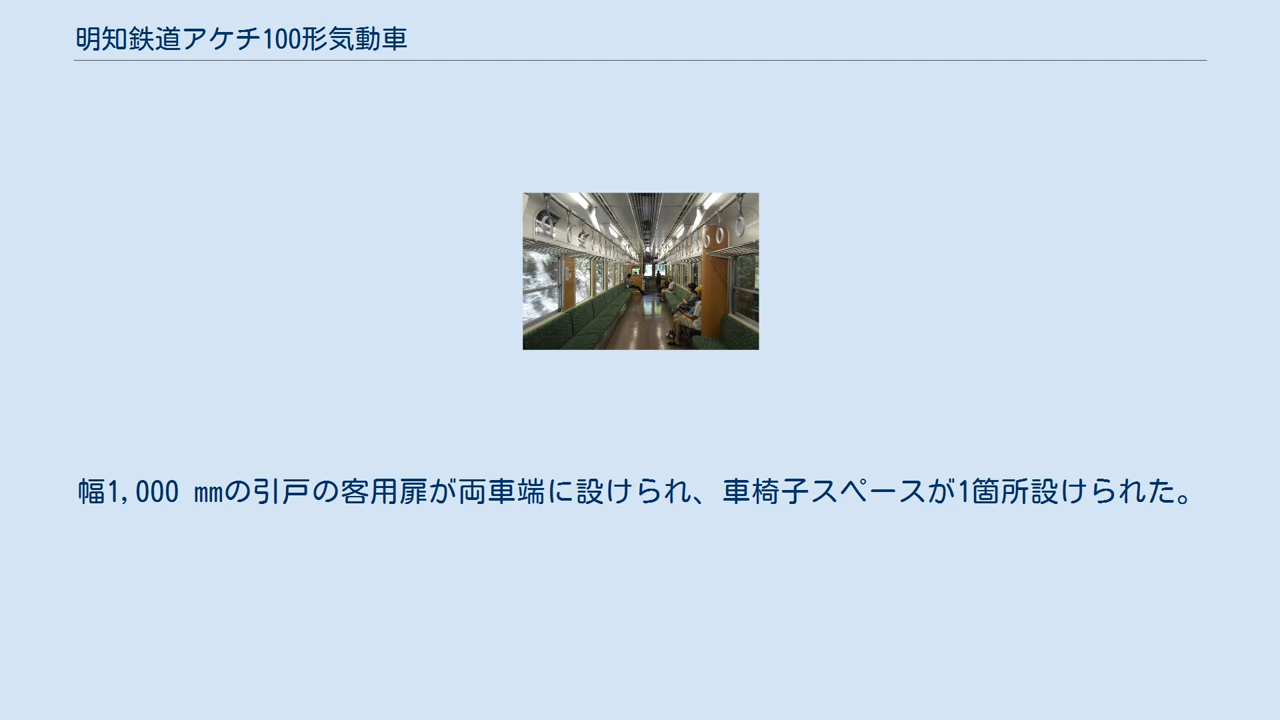 明知鉄道アケチ100形気動車
幅1,000 ㎜の引戸の客用扉が両車端に設けられ、車椅子スペースが1箇所設けられた。